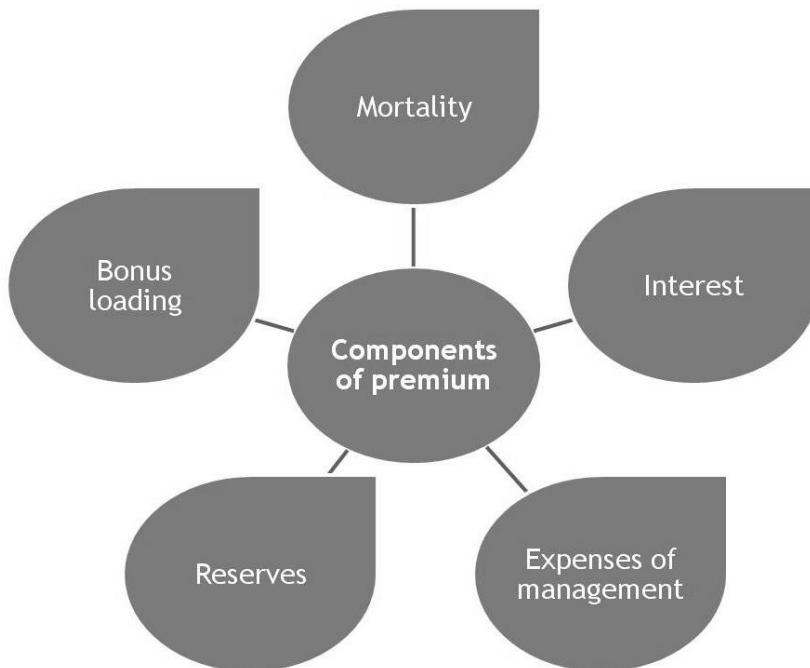 Mortality
Bonus
loading
Interest
Components
of premium
Reserves
Expenses of
management